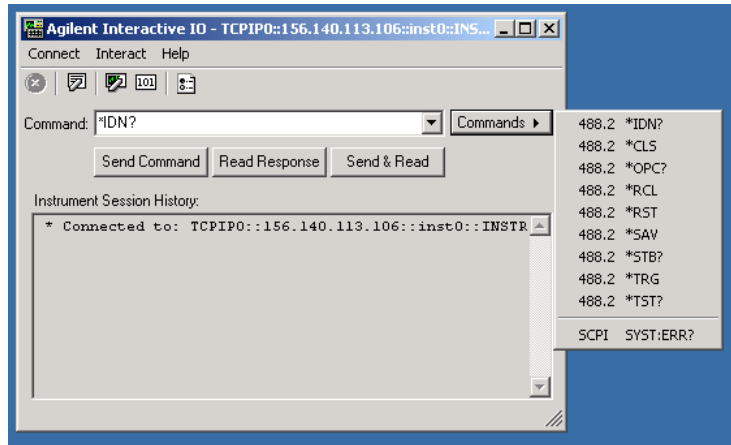 Agilent Interactive IO - TCPIP0::156.140.113.106::inst0::INS...
Connect Interact Help
101
Command: *IDN? Commands
Send Command Read Response Send & Read
Instrument Session History:
* Connected to: TCPIP0::156.140.113.106::inst0::INSTR
488.2 *IDN?
488.2 *CLS
488.2 *OPC?
488.2 *RCL
488.2 *RST
488.2 *SAV
488.2 *STB?
488.2 *TRG
488.2 *TST?
SCPI SYST:ERR?